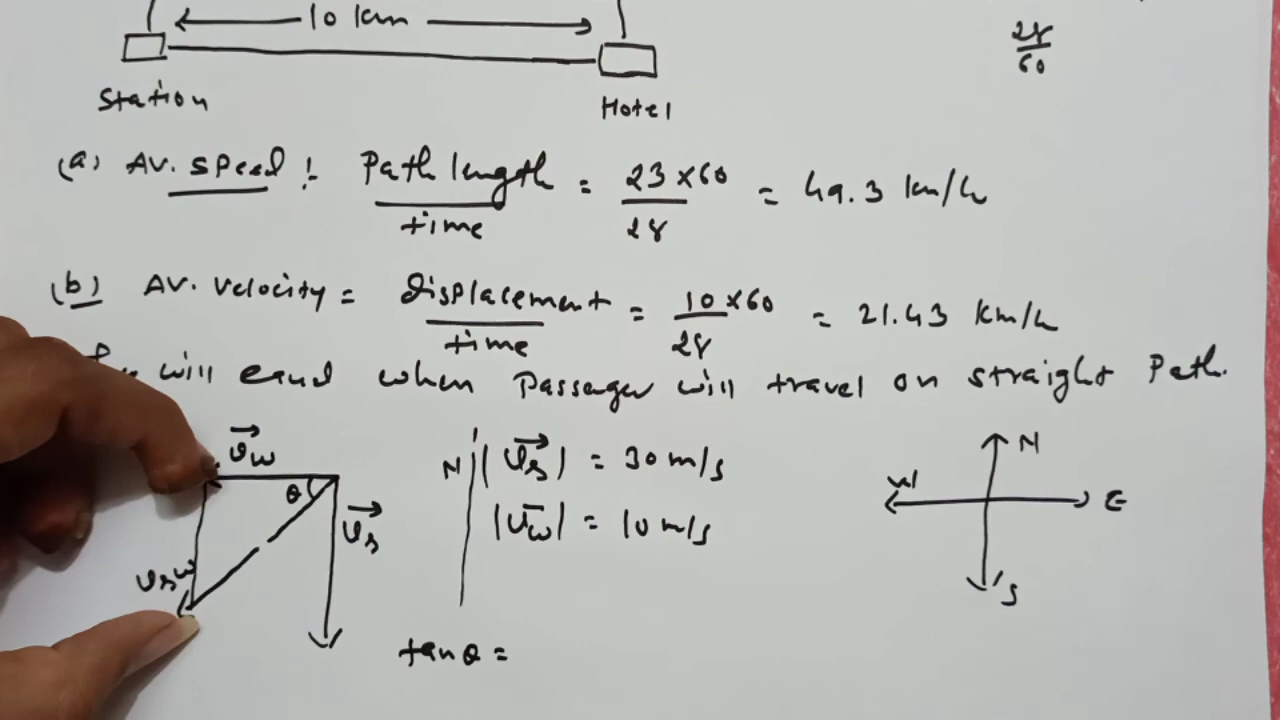 10 km
28
60
Station
Hotel
(a) Av. speed :- Path length = 23×60 = 49.3 km/h
time 28
(b) Av. velocity = displacement = 10×60 = 21.43 km/h
time 28
will equal when Passenger will travel on straight Path.
v⃗w
θ
v⃗s
vsw
N
|v⃗s| = 30 m/s
|v̄w| = 10 m/s
N
W
E
S
tan θ =